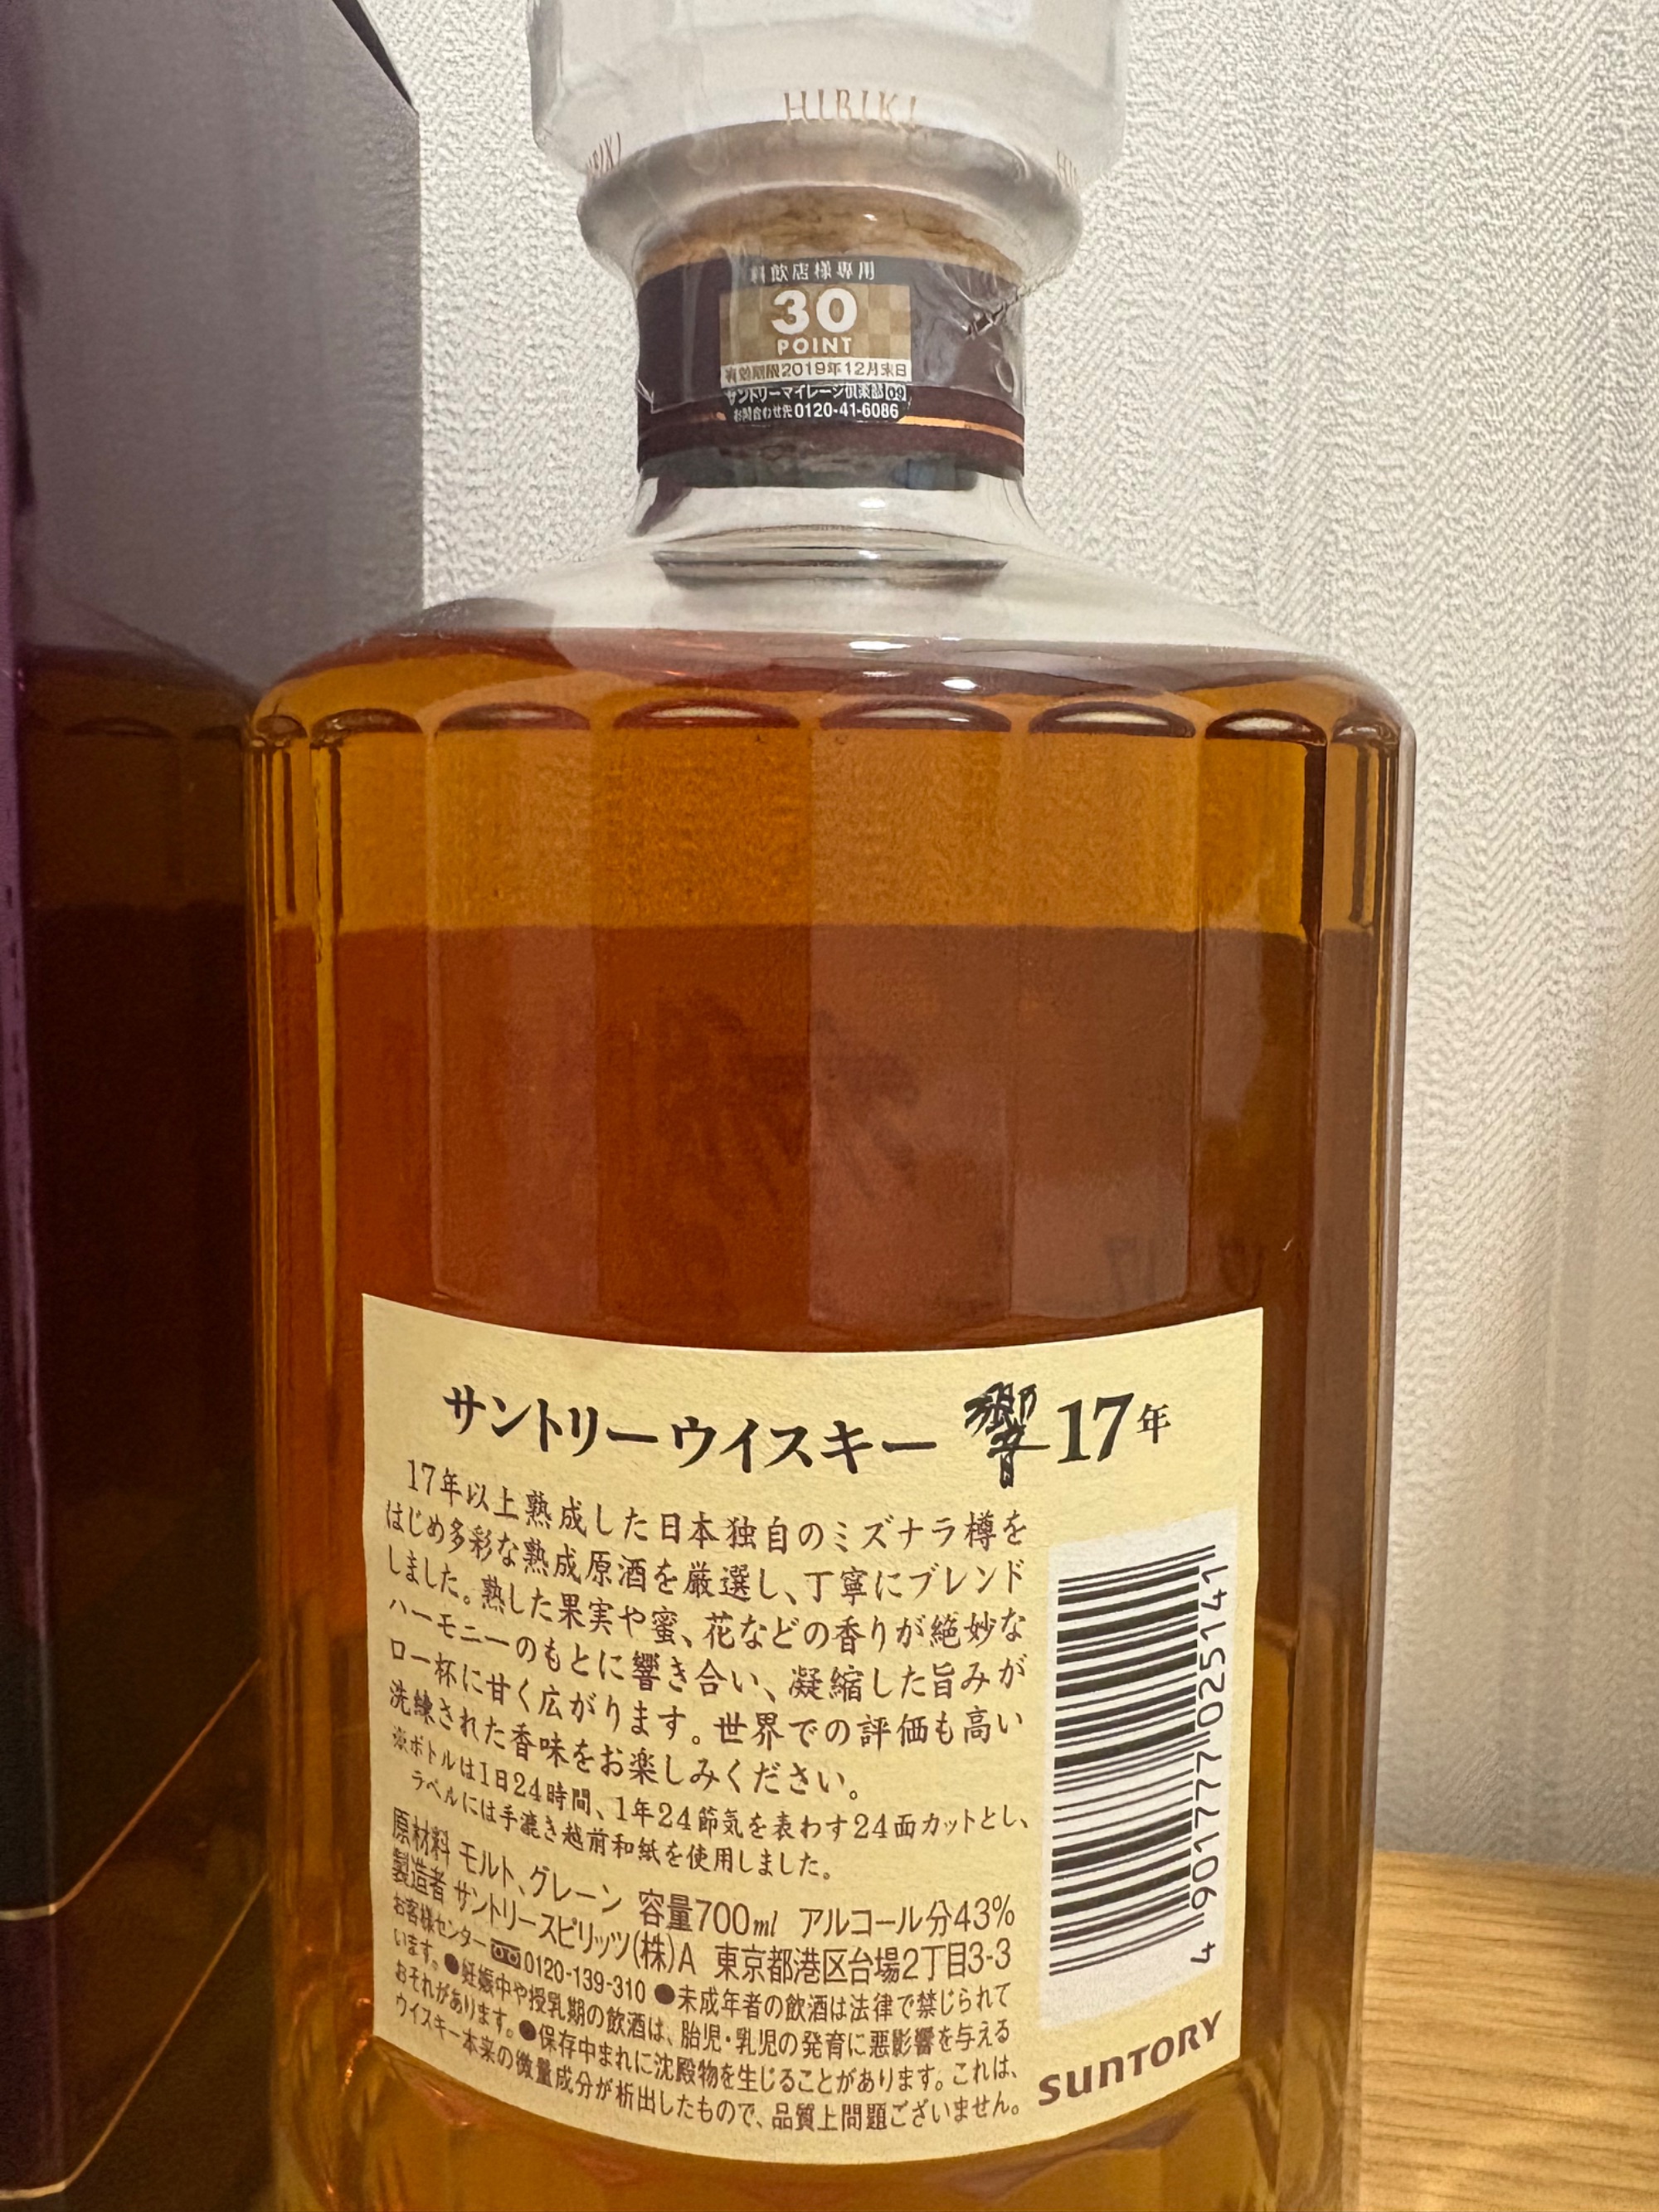 HIBIKI
料飲店様専用
30
POINT
有効期限2019年12月末日
サントリーマイレージ倶楽部09
お問合わせ先0120-41-6086
サントリーウイスキー 響17年
17年以上熟成した日本独自のミズナラ樽を
はじめ多彩な熟成原酒を厳選し、丁寧にブレンド
しました。熟した果実や蜜、花などの香りが絶妙な
ハーモニーのもとに響き合い、凝縮した旨みが
口一杯に甘く広がります。世界での評価も高い
洗練された香味をお楽しみください。
※ボトルは1日24時間、1年24節気を表わす24面カットとし、
ラベルには手漉き越前和紙を使用しました。
原材料 モルト、グレーン 容量700ml アルコール分43%
製造者 サントリースピリッツ(株)A 東京都港区台場2丁目3-3
お客様センター 0120-139-310 ●未成年者の飲酒は法律で禁じられて
います。●妊娠中や授乳期の飲酒は、胎児・乳児の発育に悪影響を与える
おそれがあります。●保存中まれに沈殿物を生じることがあります。これは、
ウイスキー本来の微量成分が析出したもので、品質上問題ございません。
4 901777 025141
SUNTORY